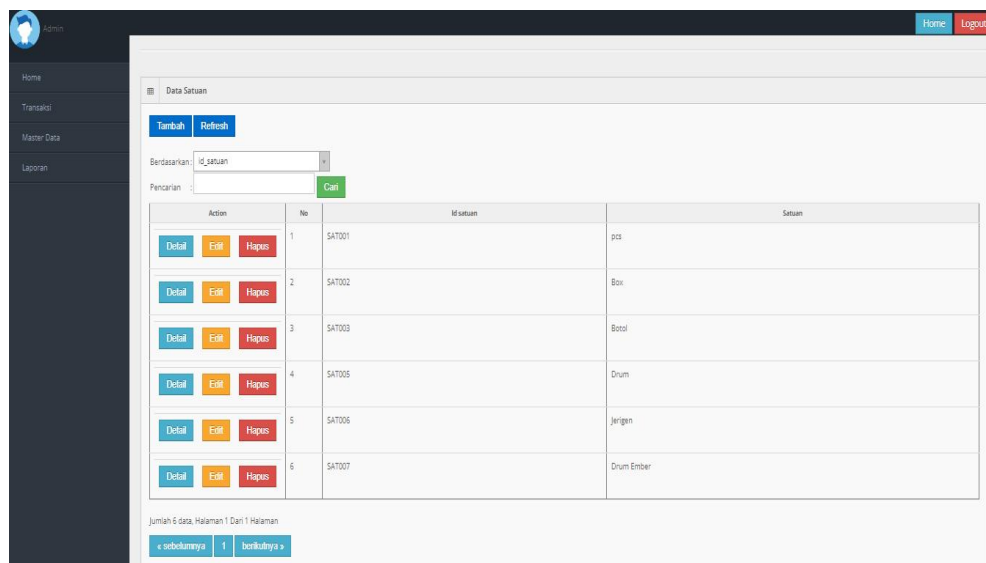 Admin
Home Logout
Home
Transaksi
Master Data
Laporan
Data Satuan
Tambah Refresh
Berdasarkan : id_satuan
Pencarian : Cari
Action No Id satuan Satuan
Detail Edit Hapus 1 SAT001 pcs
Detail Edit Hapus 2 SAT002 Box
Detail Edit Hapus 3 SAT003 Botol
Detail Edit Hapus 4 SAT005 Drum
Detail Edit Hapus 5 SAT006 Jerigen
Detail Edit Hapus 6 SAT007 Drum Ember
Jumlah 6 data, Halaman 1 Dari 1 Halaman
« sebelumnya 1 berikutnya »